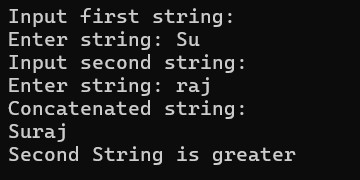 Input first string:
Enter string: Su
Input second string:
Enter string: raj
Concatenated string:
Suraj
Second String is greater